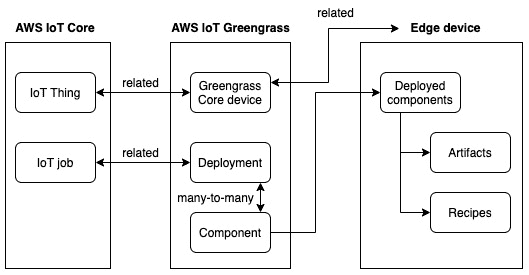 related
AWS IoT Core
AWS IoT Greengrass
Edge device
IoT Thing
related
Greengrass
Core device
Deployed
components
IoT job
related
Deployment
Artifacts
many-to-many
Component
Recipes